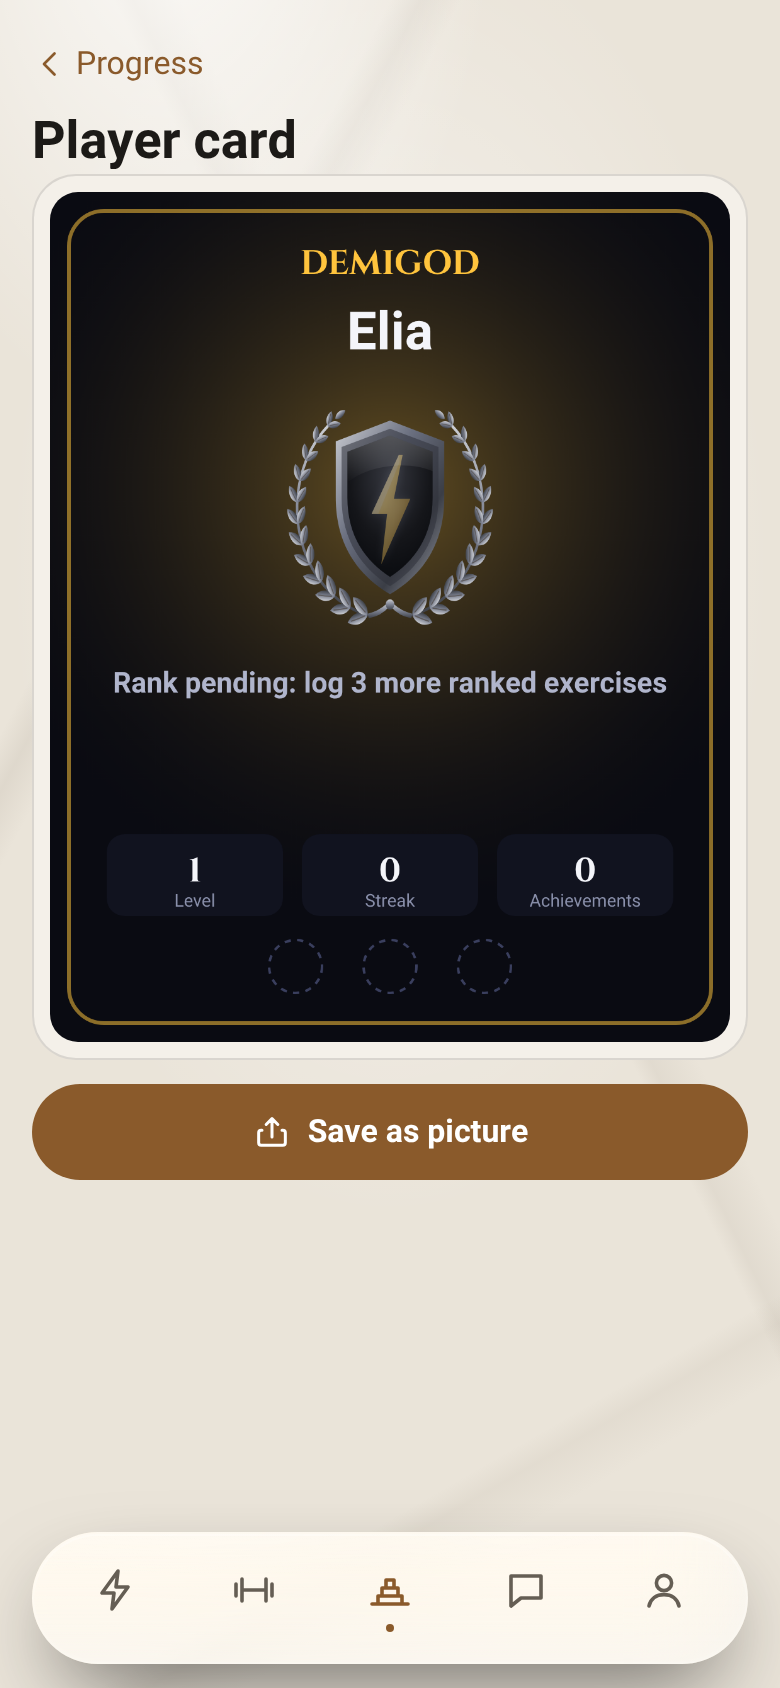 Progress
Player card
DEMIGOD
Elia
Rank pending: log 3 more ranked exercises
1
Level
0
Streak
0
Achievements
Save as picture